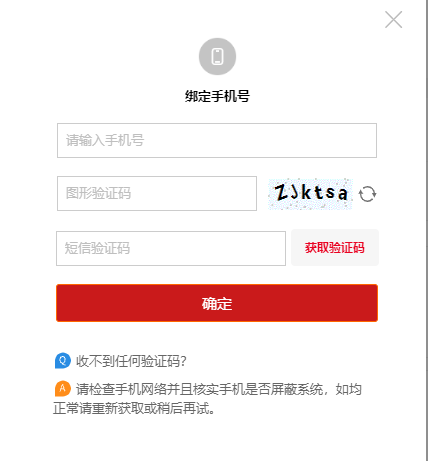 绑定手机号
请输入手机号
图形验证码
ZJktsa
短信验证码
获取验证码
确定
Q 收不到任何验证码?
A 请检查手机网络并且核实手机是否屏蔽系统，如均
正常请重新获取或稍后再试。